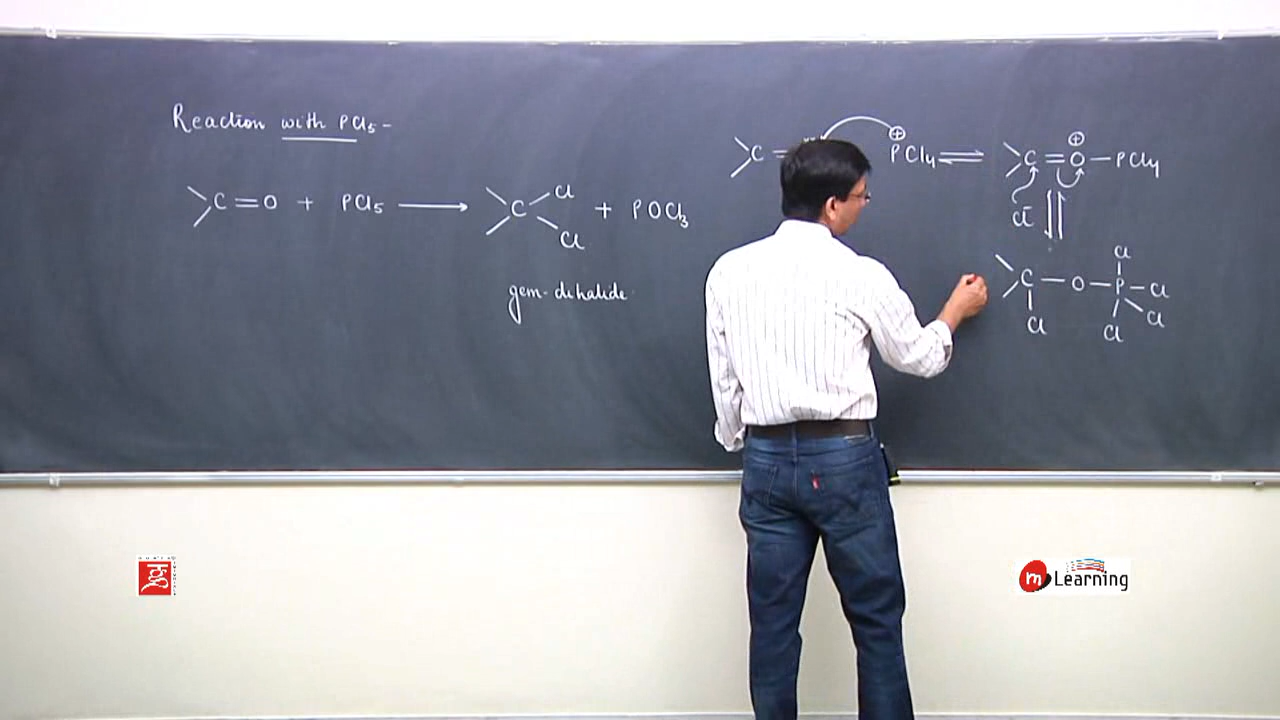 Reaction with PCl5 -
C = O + PCl5 ⟶ C Cl Cl + POCl3
gem-dihalide
C = ⊕ PCl4 ⇌ C = O ⊕ — PCl4
Cl⁻
C — O — P Cl Cl Cl Cl
Cl
m Learning